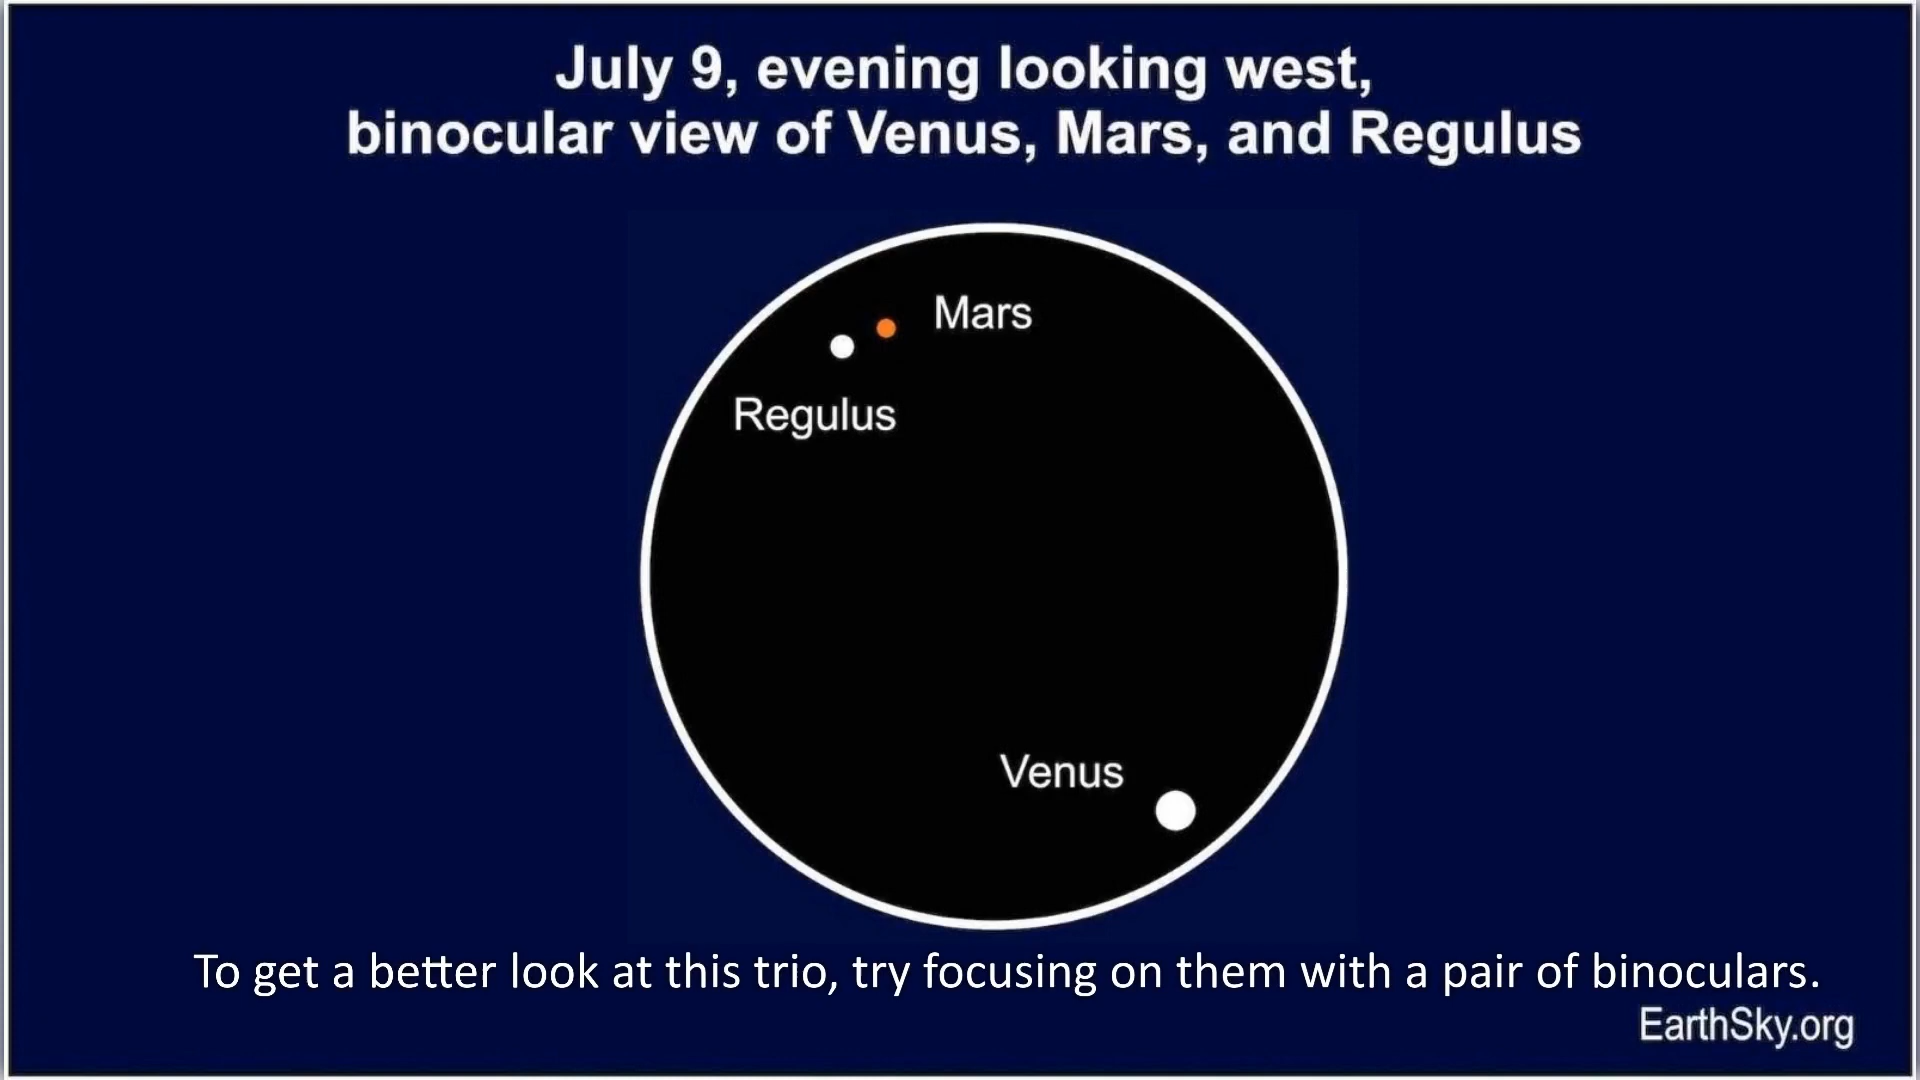 July 9, evening looking west,
binocular view of Venus, Mars, and Regulus
Mars
Regulus
Venus
To get a better look at this trio, try focusing on them with a pair of binoculars.
EarthSky.org